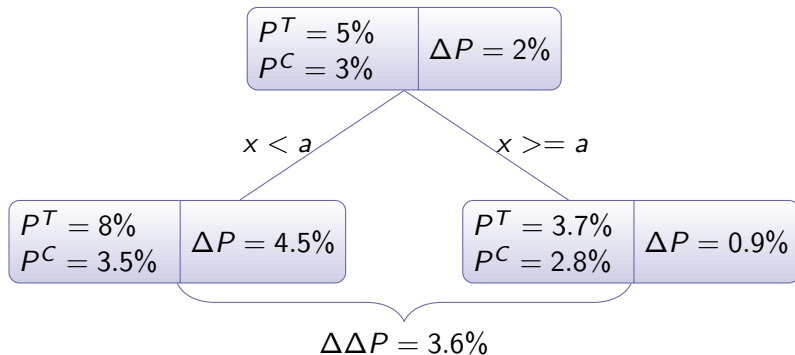 P^T = 5%
P^C = 3%
ΔP = 2%
x < a
x >= a
P^T = 8%
P^C = 3.5%
ΔP = 4.5%
P^T = 3.7%
P^C = 2.8%
ΔP = 0.9%
ΔΔP = 3.6%